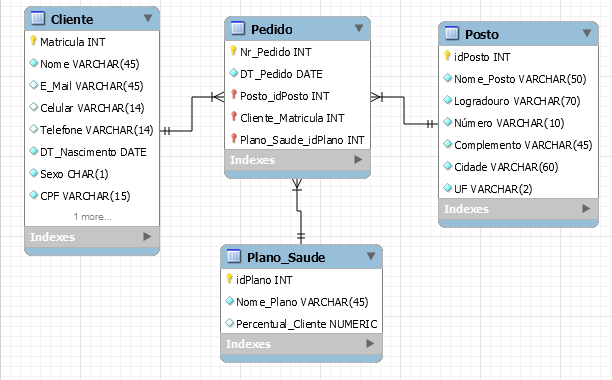 Cliente
Matricula INT
Nome VARCHAR(45)
E_Mail VARCHAR(45)
Celular VARCHAR(14)
Telefone VARCHAR(14)
DT_Nascimento DATE
Sexo CHAR(1)
CPF VARCHAR(15)
1 more...
Indexes
Pedido
Nr_Pedido INT
DT_Pedido DATE
Posto_idPosto INT
Cliente_Matricula INT
Plano_Saude_idPlano INT
Indexes
Posto
idPosto INT
Nome_Posto VARCHAR(50)
Logradouro VARCHAR(70)
Número VARCHAR(10)
Complemento VARCHAR(45)
Cidade VARCHAR(60)
UF VARCHAR(2)
Indexes
Plano_Saude
idPlano INT
Nome_Plano VARCHAR(45)
Percentual_Cliente NUMERIC
Indexes